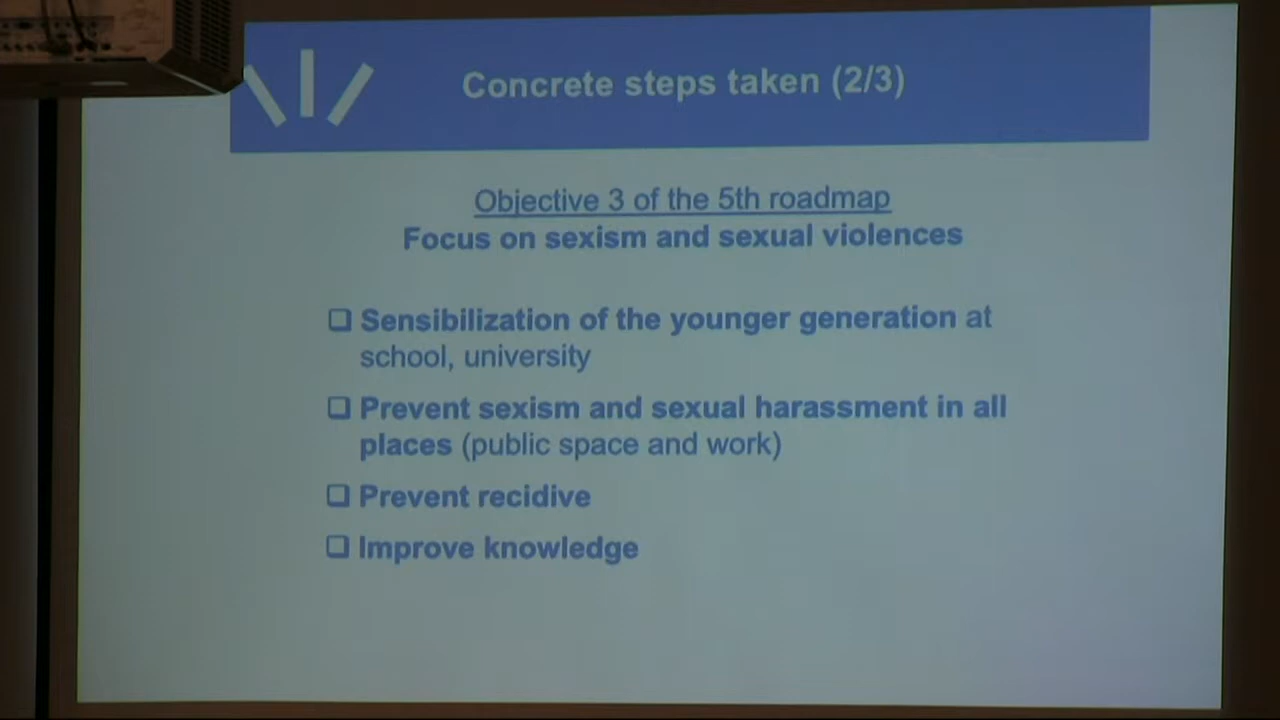 Concrete steps taken (2/3)
Objective 3 of the 5th roadmap
Focus on sexism and sexual violences
Sensibilization of the younger generation at
school, university
Prevent sexism and sexual harassment in all
places (public space and work)
Prevent recidive
Improve knowledge